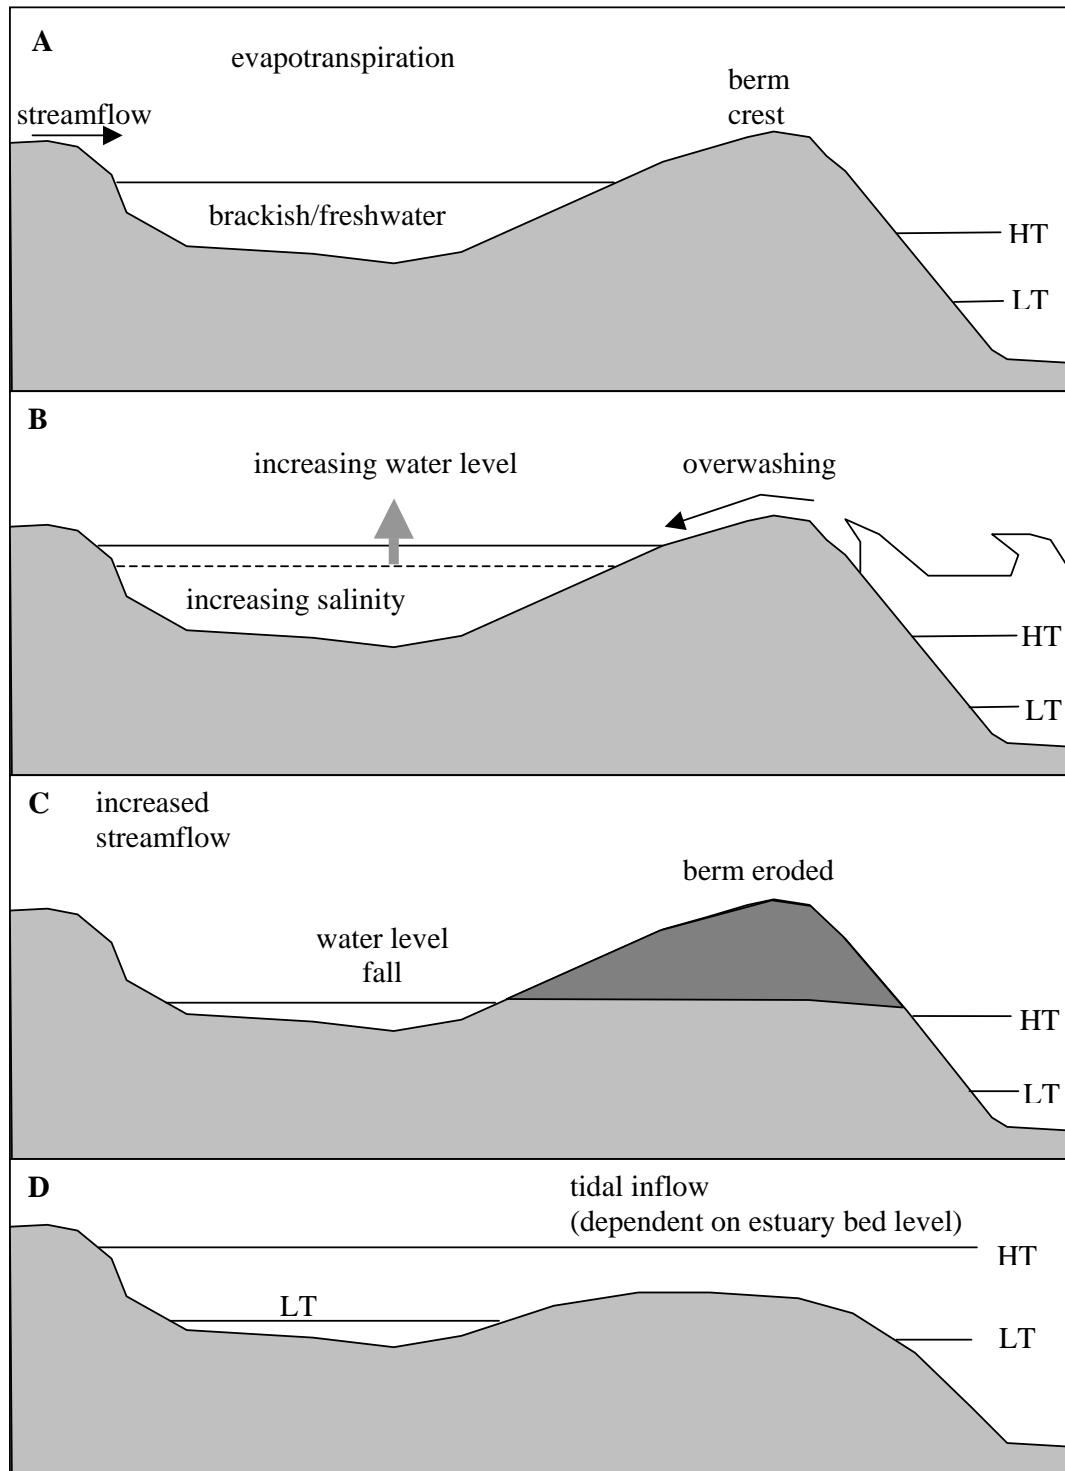 A
evapotranspiration
berm
crest
streamflow
brackish/freshwater
HT
LT
B
increasing water level
overwashing
increasing salinity
HT
LT
C
increased
streamflow
berm eroded
water level
fall
HT
LT
D
tidal inflow
(dependent on estuary bed level)
HT
LT
LT